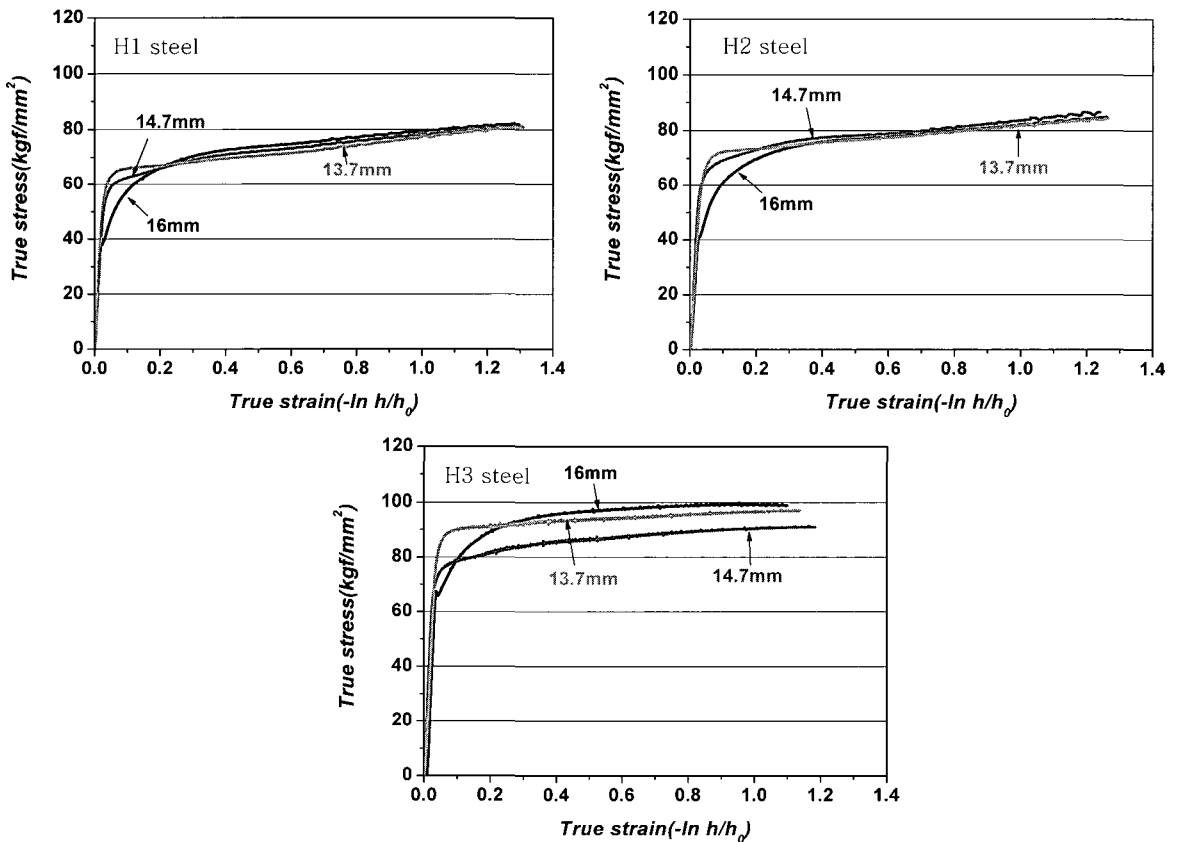 H1 steel
120
100
80
60
40
20
0
True stress(kgf/mm²)
14.7mm
13.7mm
16mm
0.0 0.2 0.4 0.6 0.8 1.0 1.2 1.4
True strain(-ln h/h₀)
H2 steel
120
100
80
60
40
20
0
True stress(kgf/mm²)
14.7mm
13.7mm
16mm
0.0 0.2 0.4 0.6 0.8 1.0 1.2 1.4
True strain(-ln h/h₀)
H3 steel
120
100
80
60
40
20
0
True stress(kgf/mm²)
16mm
13.7mm
14.7mm
0.0 0.2 0.4 0.6 0.8 1.0 1.2 1.4
True strain(-ln h/h₀)